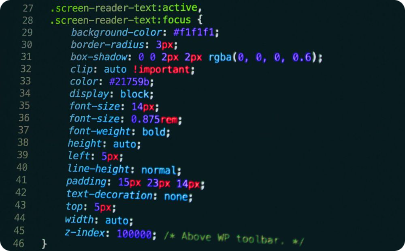 27 .screen-reader-text:active,
28 .screen-reader-text:focus {
29 background-color: #f1f1f1;
30 border-radius: 3px;
31 box-shadow: 0 0 2px 2px rgba(0, 0, 0, 0.6);
32 clip: auto !important;
33 color: #21759b;
34 display: block;
35 font-size: 14px;
36 font-size: 0.875rem;
37 font-weight: bold;
38 height: auto;
39 left: 5px;
40 line-height: normal;
41 padding: 15px 23px 14px;
42 text-decoration: none;
43 top: 5px;
44 width: auto;
45 z-index: 100000; /* Above WP toolbar. */
46 }